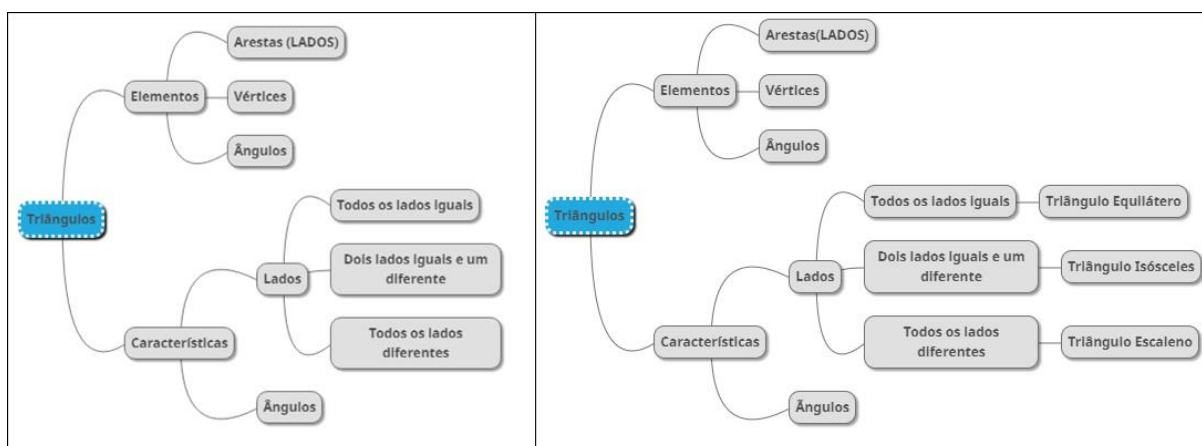 Arestas (LADOS)
Elementos
Vértices
Ângulos
Triângulos
Todos os lados iguais
Dois lados iguais e um
diferente
Lados
Todos os lados
diferentes
Características
Ângulos
Arestas(LADOS)
Elementos
Vértices
Ângulos
Triângulos
Todos os lados iguais
Triângulo Equilátero
Dois lados iguais e um
diferente
Triângulo Isósceles
Lados
Todos os lados
diferentes
Triângulo Escaleno
Características
Ãngulos